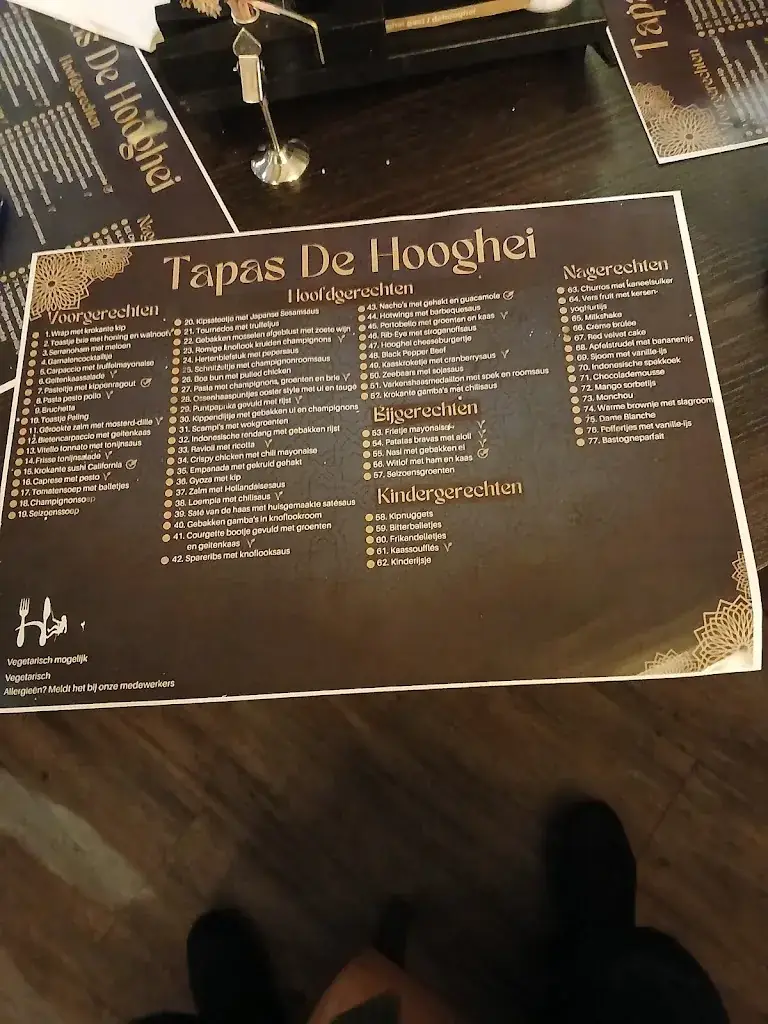 Tapas De Hooghei
Voorgerechten
1. Wrap met krokante kip
2. Toastje brie met honing en walnoot
3. Serranoham met meloen
4. Garnalencocktailtje
5. Carpaccio met truffelmayonaise
6. Geitenkaassalade
7. Pasteitje met kippenragout
8. Pasta pesto pollo
9. Bruchetta
10. Toastje Paling
11. Gerookte zalm met mosterd-dille
12. Bietencarpaccio met geitenkaas
13. Vitello tonnato met tonijnsaus
14. Frisse tonijnsalade
15. Krokante sushi California
16. Caprese met pesto
17. Tomatensoep met balletjes
18. Championsoep
19. Seizoenssoep
Hoofdgerechten
20. Kipsateetje met Japanse Sesamsaus
21. Tournedos met truffeljus
22. Gebakken mosselen afgeblust met zoete wijn
23. Romige knoflook kruiden champignons
24. Hertenbiefstuk met pepersaus
25. Schnitzeltje met champignonroomsaus
26. Bao bun met pulled chicken
27. Pasta met champignons, groenten en brie
28. Ossenhaaspuntjes ooster style met ui en taugé
29. Puntpaprika gevuld met rijst
30. Kippendijtje met gebakken ui en champignons
31. Scampi's met wokgroenten
32. Indonesische rendang met gebakken rijst
33. Ravioli met ricotta
34. Crispy chicken met chili mayonaise
35. Empanada met gekruid gehakt
36. Gyoza met kip
37. Zalm met Hollandaisesaus
38. Loempia met chilisaus
39. Saté van de haas met huisgemaakte satésaus
40. Gebakken gamba's in knoflookroom
41. Courgette bootje gevuld met groenten
en geitenkaas
42. Spareribs met knoflooksaus
43. Nacho's met gehakt en guacamole
44. Hotwings met barbequesaus
45. Portobello met groenten en kaas
46. Rib-Eye met stroganoffsaus
47. Hooghei cheeseburgertje
48. Black Pepper Beef
49. Kaaskroketje met cranberrysaus
50. Zeebaars met sojasaus
51. Varkenshaasmedaillon met spek en roomsaus
52. Krokante gamba's met chilisaus
Bijgerechten
53. Frietje mayonaise
54. Patatas bravas met aioli
55. Nasi met gebakken ei
56. Witlof met ham en kaas
57. Seizoensgroenten
Kindergerechten
58. Kipnuggets
59. Bitterballetjes
60. Frikandelletjes
61. Kaassoufflés
62. Kinderijsje
Nagerechten
63. Churros met kaneelsuiker
64. Vers fruit met kersen-
yoghurtijs
65. Milkshake
66. Crème brulée
67. Red velvet cake
68. Apfelstrudel met bananenijs
69. Sjoom met vanille-ijs
70. Indonesische spekkoek
71. Chocolademousse
72. Mango sorbetijs
73. Monchou
74. Warme brownie met slagroom
75. Dame Blanche
76. Poffertjes met vanille-ijs
77. Bastogneparfait
Vegetarisch mogelijk
Vegetarisch
Allergieën? Meldt het bij onze medewerkers